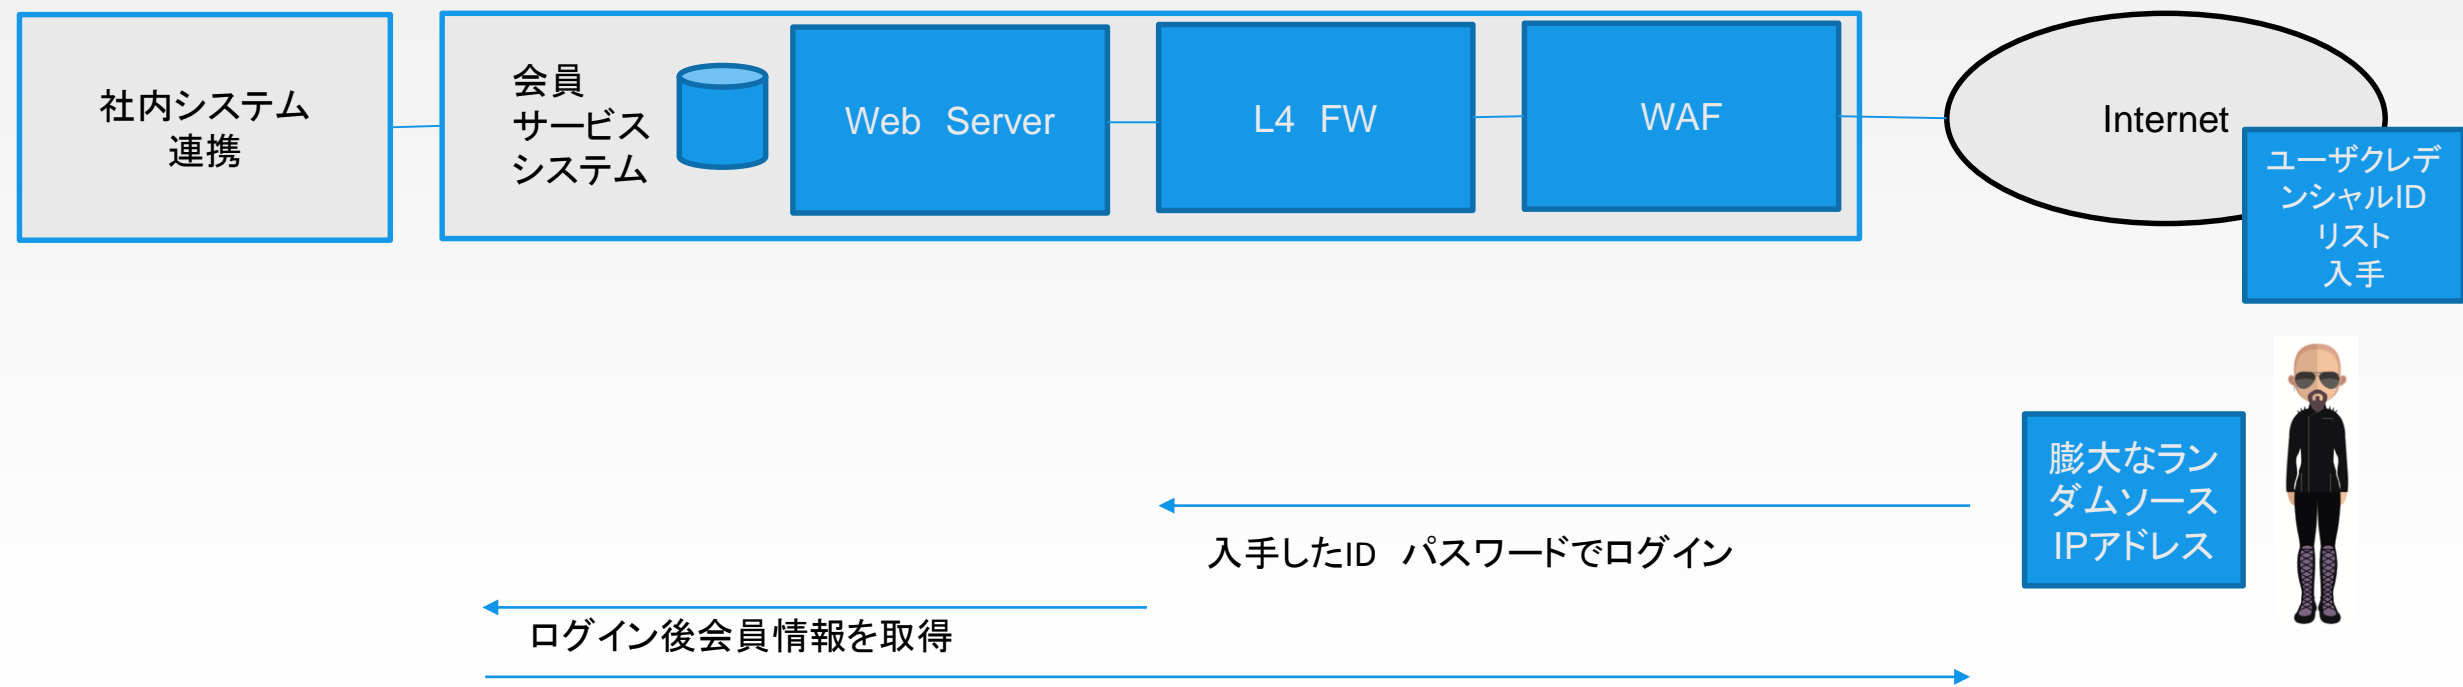 社内システム
連携
会員
サービス
システム
Web　Server
L4　FW
WAF
Internet
ユーザクレデ
ンシャルID
リスト
入手
膨大なラン
ダムソース
IPアドレス
入手したID　パスワードでログイン
ログイン後会員情報を取得